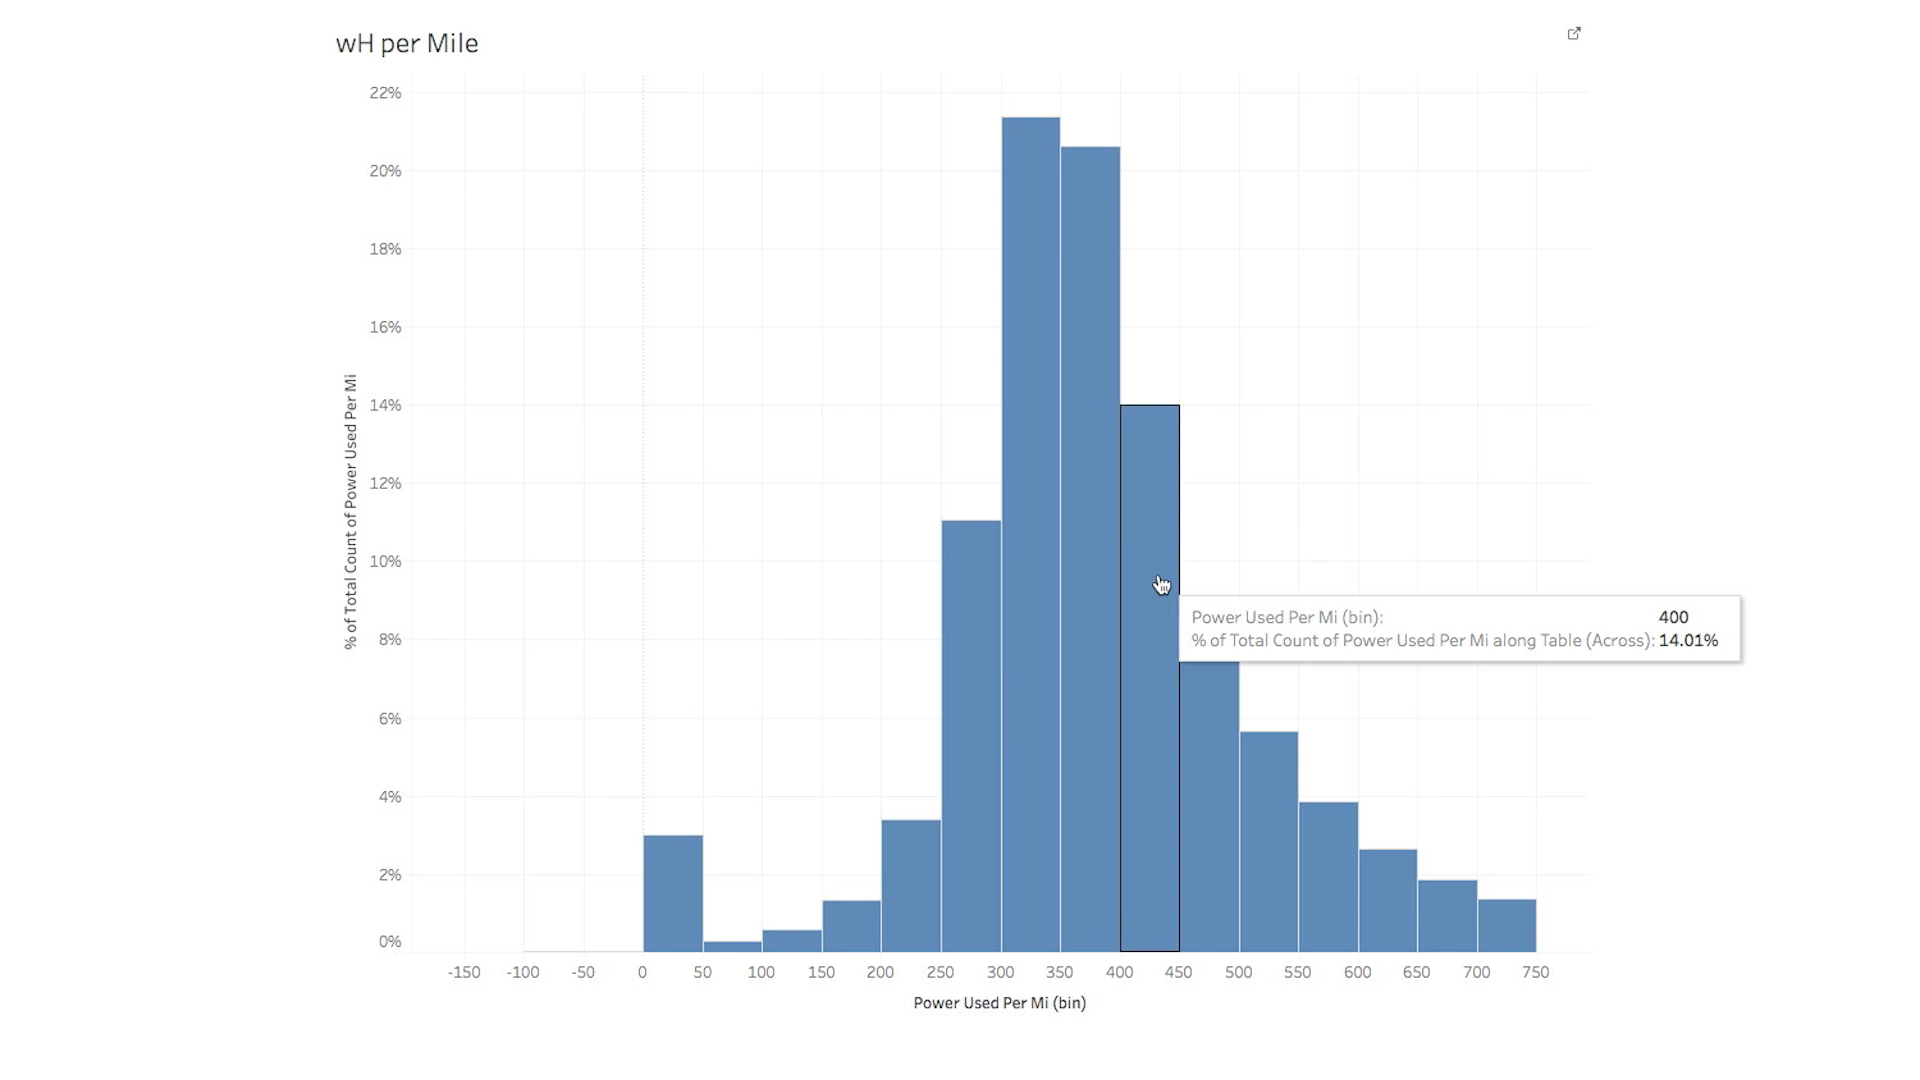 wH per Mile
22%
20%
18%
16%
14%
12%
10%
8%
6%
4%
2%
0%
% of Total Count of Power Used Per Mi
Power Used Per Mi (bin): 400
% of Total Count of Power Used Per Mi along Table (Across): 14.01%
-150 -100 -50 0 50 100 150 200 250 300 350 400 450 500 550 600 650 700 750
Power Used Per Mi (bin)